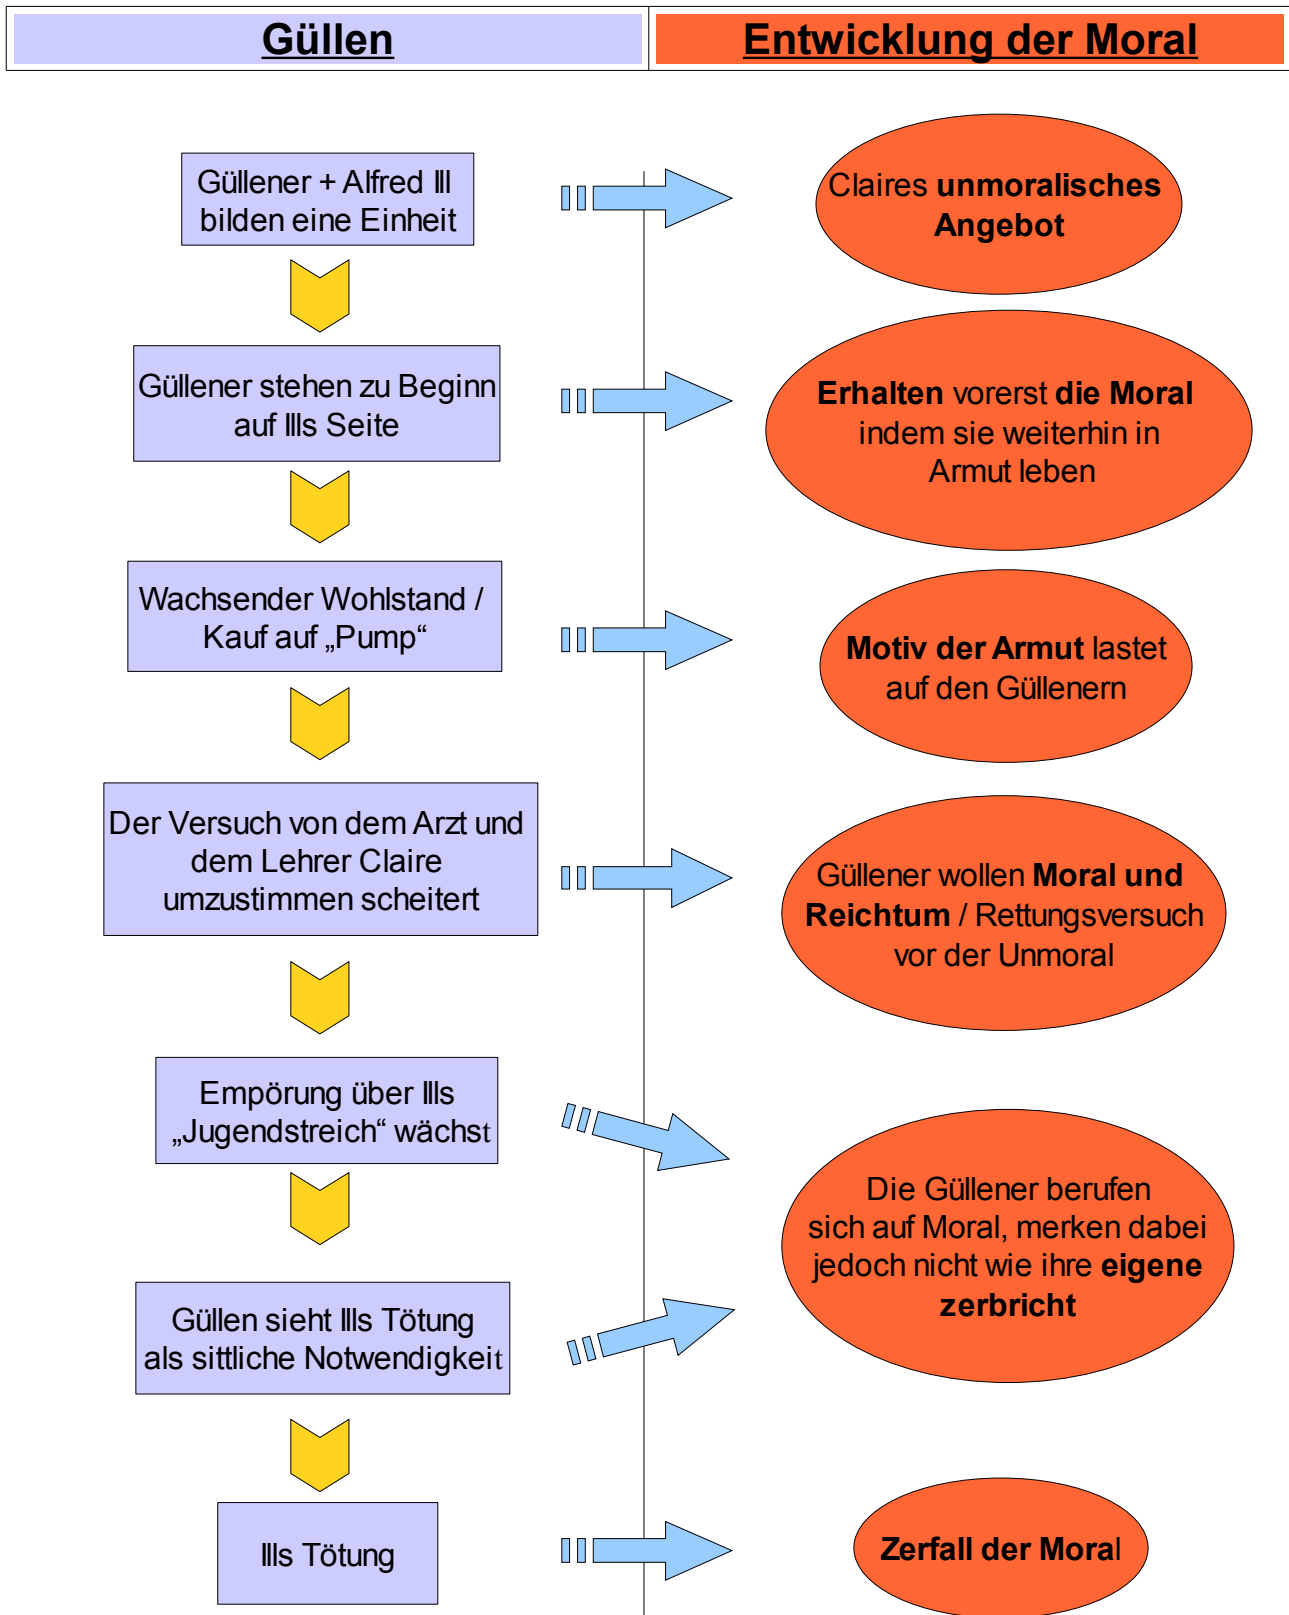 Güllen
Entwicklung der Moral
Güllener + Alfred Ill
bilden eine Einheit
Claires unmoralisches
Angebot
Güllener stehen zu Beginn
auf Ills Seite
Erhalten vorerst die Moral
indem sie weiterhin in
Armut leben
Wachsender Wohlstand /
Kauf auf „Pump“
Motiv der Armut lastet
auf den Güllenern
Der Versuch von dem Arzt und
dem Lehrer Claire
umzustimmen scheitert
Güllener wollen Moral und
Reichtum / Rettungsversuch
vor der Unmoral
Empörung über Ills
„Jugendstreich“ wächst
Die Güllener berufen
sich auf Moral, merken dabei
jedoch nicht wie ihre eigene
zerbricht
Güllen sieht Ills Tötung
als sittliche Notwendigkeit
Ills Tötung
Zerfall der Moral